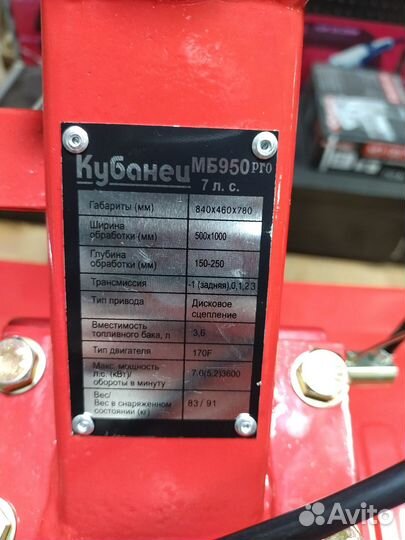 Кубанец МБ950 pro
7 л. с.
Габариты (мм) 840х460х780
Ширина
обработки (мм) 500х1000
Глубина
обработки (мм) 150-250
Трансмиссия -1 (задняя),0,1,2,3
Тип привода Дисковое
сцепление
Вместимость
топливного бака, л 3,6
Тип двигателя 170F
Макс. мощность
л.с. (кВт)/
обороты в минуту 7,0(5,2)3600
Вес/
Вес в снаряженном
состоянии (кг) 83 / 91
Avito